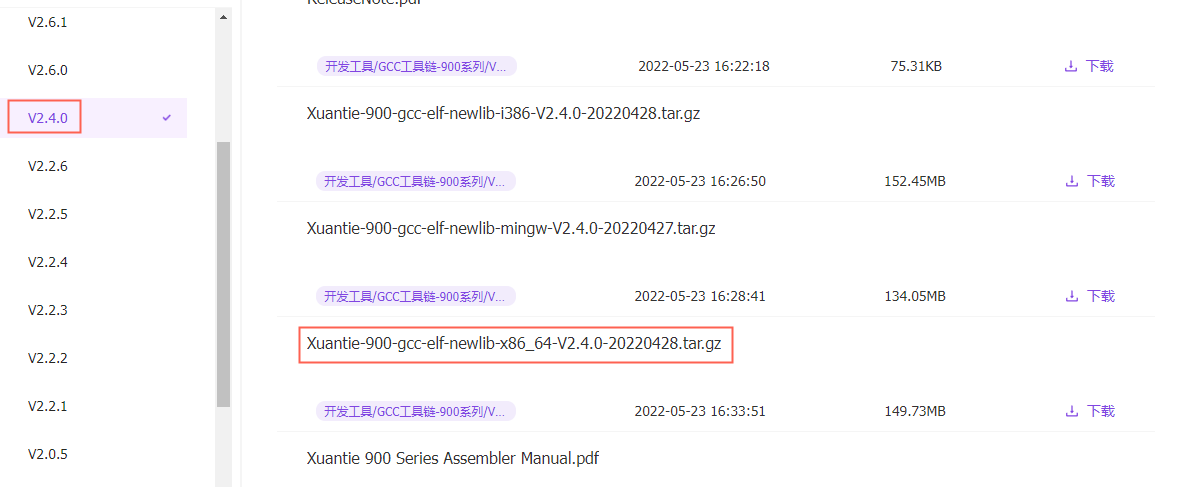 V2.6.1
V2.6.0
V2.4.0
V2.2.6
V2.2.5
V2.2.4
V2.2.3
V2.2.2
V2.2.1
V2.0.5
ReleaseNote.pdf
开发工具/GCC工具链-900系列/V... 2022-05-23 16:22:18 75.31KB 下载
Xuantie-900-gcc-elf-newlib-i386-V2.4.0-20220428.tar.gz
开发工具/GCC工具链-900系列/V... 2022-05-23 16:26:50 152.45MB 下载
Xuantie-900-gcc-elf-newlib-mingw-V2.4.0-20220427.tar.gz
开发工具/GCC工具链-900系列/V... 2022-05-23 16:28:41 134.05MB 下载
Xuantie-900-gcc-elf-newlib-x86_64-V2.4.0-20220428.tar.gz
开发工具/GCC工具链-900系列/V... 2022-05-23 16:33:51 149.73MB 下载
Xuantie 900 Series Assembler Manual.pdf